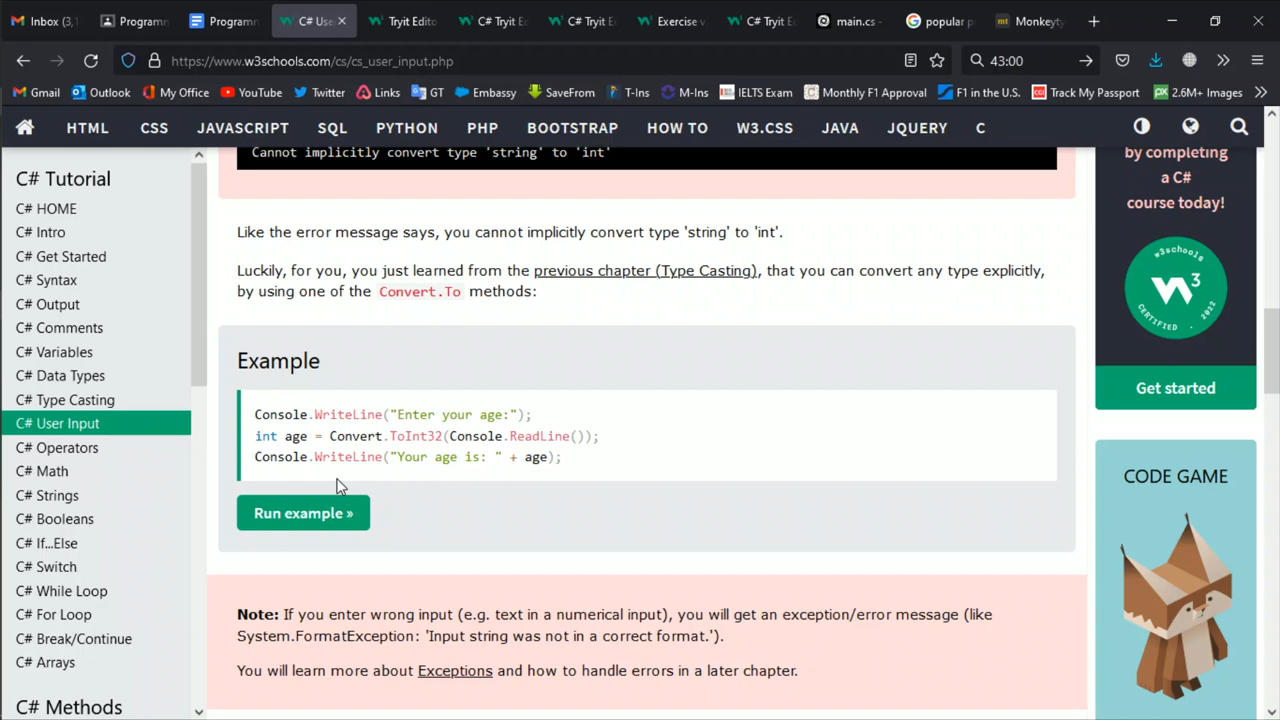 Inbox (3,1
Programm
Programm
C# Use
Tryit Edito
C# Tryit E
C# Tryit E
Exercise v
C# Tryit E
main.cs -
popular p
Monkeyty
https://www.w3schools.com/cs/cs_user_input.php
43:00
Gmail
Outlook
My Office
YouTube
Twitter
Links
GT
Embassy
SaveFrom
T-Ins
M-Ins
IELTS Exam
Monthly F1 Approval
F1 in the U.S.
Track My Passport
2.6M+ Images
HTML
CSS
JAVASCRIPT
SQL
PYTHON
PHP
BOOTSTRAP
HOW TO
W3.CSS
JAVA
JQUERY
C
C# Tutorial
C# HOME
C# Intro
C# Get Started
C# Syntax
C# Output
C# Comments
C# Variables
C# Data Types
C# Type Casting
C# User Input
C# Operators
C# Math
C# Strings
C# Booleans
C# If...Else
C# Switch
C# While Loop
C# For Loop
C# Break/Continue
C# Arrays
C# Methods
Cannot implicitly convert type 'string' to 'int'
Like the error message says, you cannot implicitly convert type 'string' to 'int'.
Luckily, for you, you just learned from the previous chapter (Type Casting), that you can convert any type explicitly,
by using one of the Convert.To methods:
Example
Console.WriteLine("Enter your age:");
int age = Convert.ToInt32(Console.ReadLine());
Console.WriteLine("Your age is: " + age);
Run example »
Note: If you enter wrong input (e.g. text in a numerical input), you will get an exception/error message (like
System.FormatException: 'Input string was not in a correct format.').
You will learn more about Exceptions and how to handle errors in a later chapter.
by completing
a C#
course today!
w3schools
W3
CERTIFIED . 2022
Get started
CODE GAME